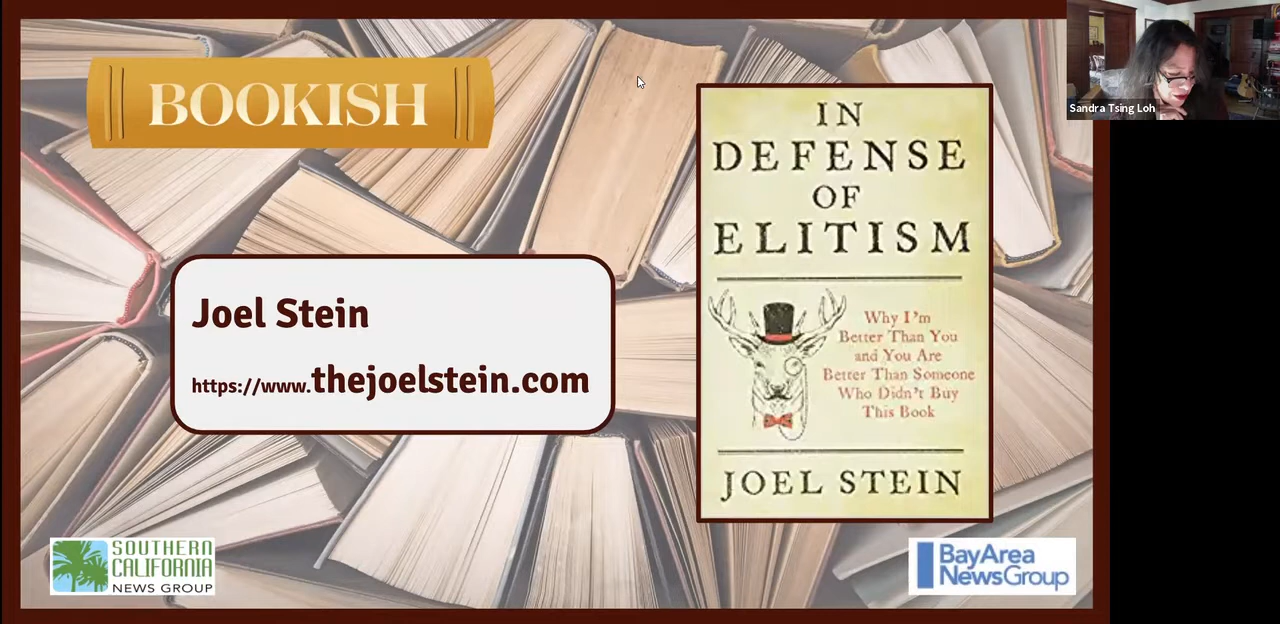 BOOKISH
Sandra Tsing Loh
IN
DEFENSE
OF
ELITISM
Joel Stein
https://www.thejoelstein.com
Why I'm
Better Than You
and You Are
Better Than Someone
Who Didn't Buy
This Book
JOEL STEIN
SOUTHERN
CALIFORNIA
NEWS GROUP
BayArea
NewsGroup